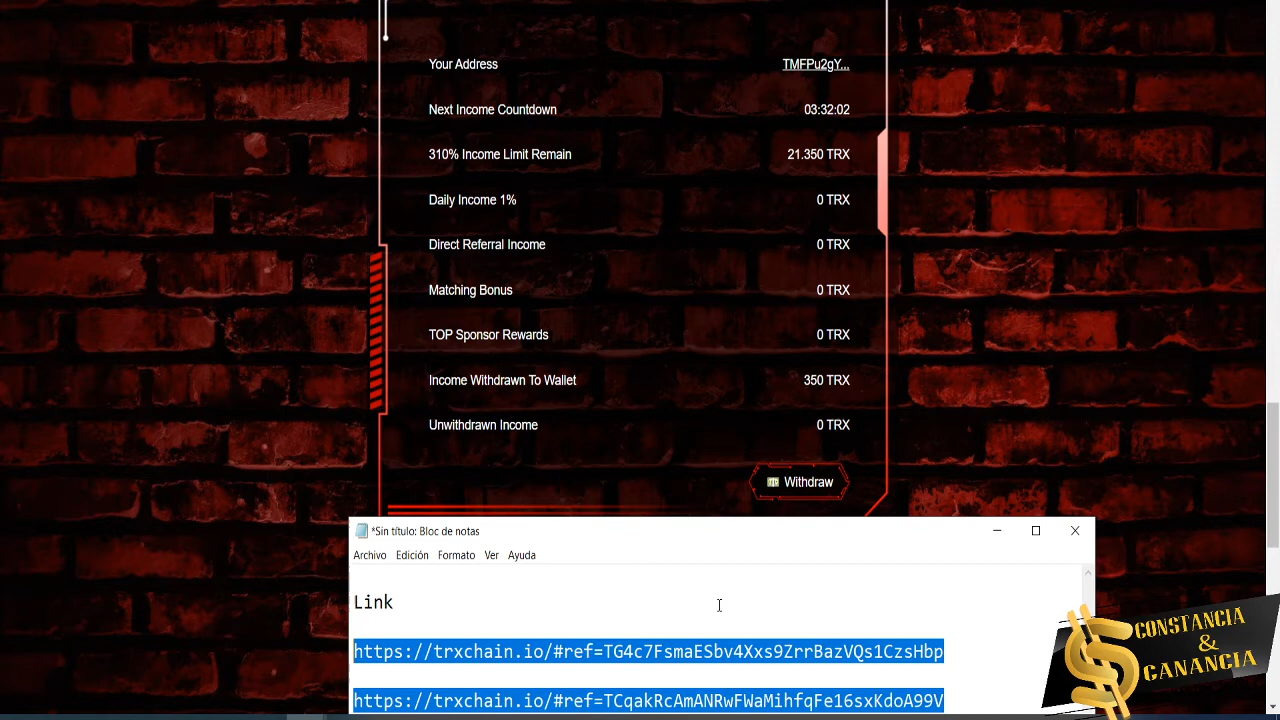 Your Address TMFPu2gY...
Next Income Countdown 03:32:02
310% Income Limit Remain 21.350 TRX
Daily Income 1% 0 TRX
Direct Referral Income 0 TRX
Matching Bonus 0 TRX
TOP Sponsor Rewards 0 TRX
Income Withdrawn To Wallet 350 TRX
Unwithdrawn Income 0 TRX
Withdraw
*Sin título: Bloc de notas
Archivo Edición Formato Ver Ayuda
Link
https://trxchain.io/#ref=TG4c7FsmaESbv4Xxs9ZrrBazVQs1CzsHbp
https://trxchain.io/#ref=TCqakRcAmANRwFWaMihfqFe16sxKdoA99V
CONSTANCIA
&
GANANCIA